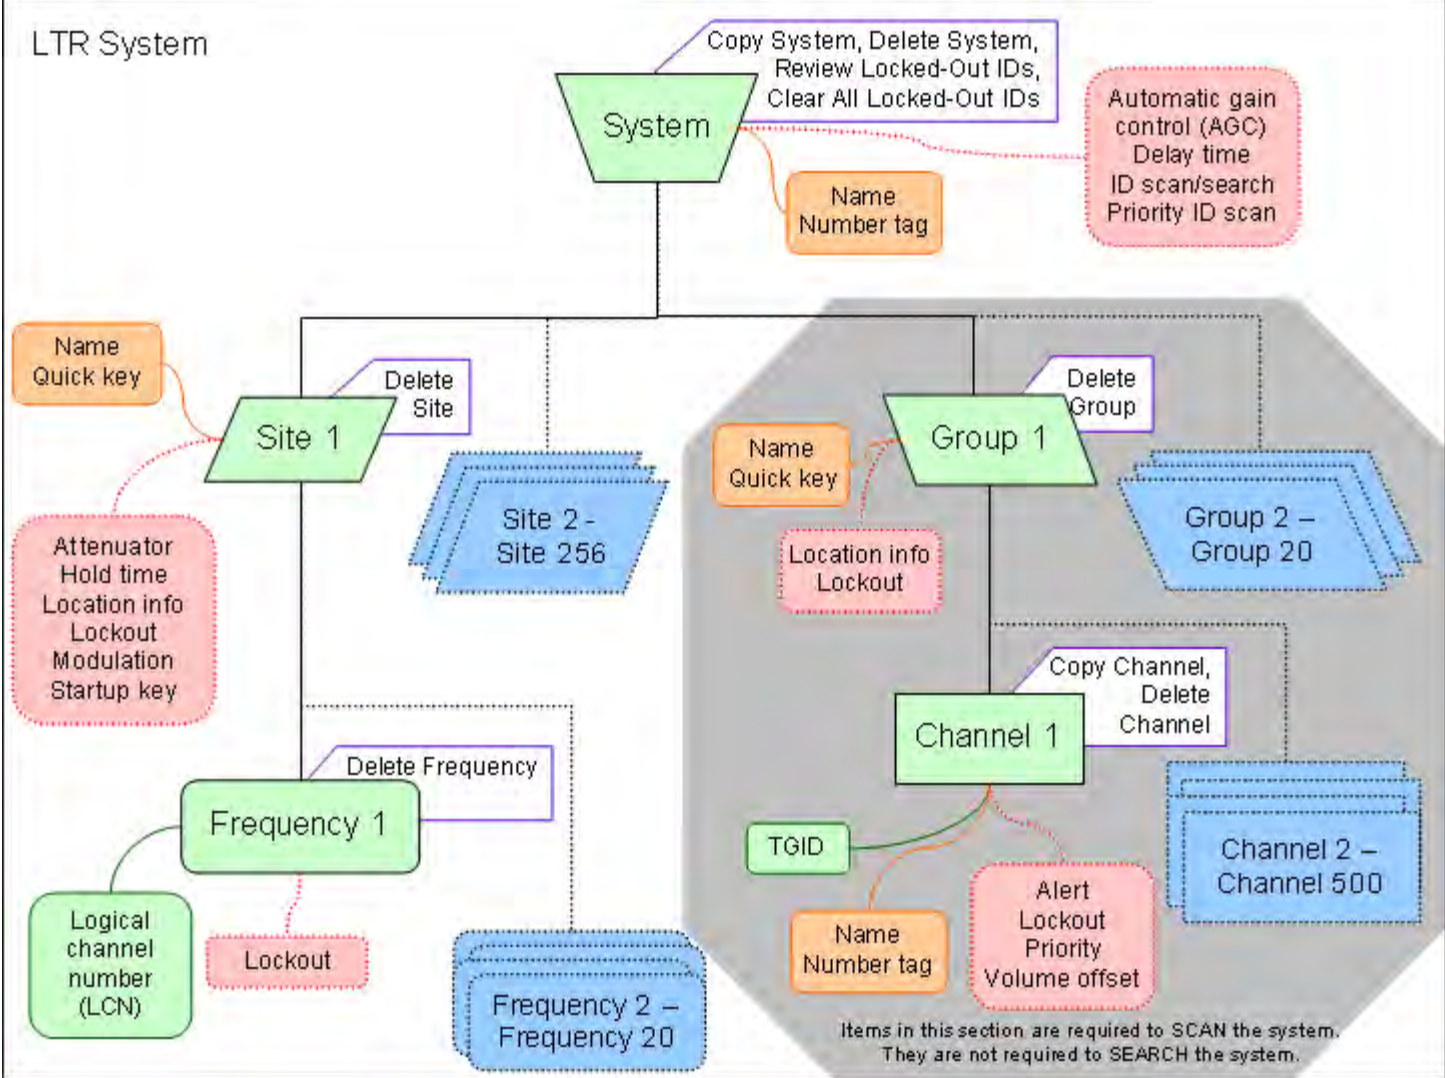 LTR System
Copy System, Delete System,
Review Locked-Out IDs,
Clear All Locked-Out IDs
System
Automatic gain
control (AGC)
Delay time
ID scan/search
Priority ID scan
Name
Number tag
Name
Quick key
Delete
Site
Site 1
Site 2 -
Site 256
Attenuator
Hold time
Location info
Lockout
Modulation
Startup key
Delete Frequency
Frequency 1
Logical
channel
number
(LCN)
Lockout
Frequency 2 –
Frequency 20
Delete
Group
Group 1
Name
Quick key
Location info
Lockout
Group 2 –
Group 20
Copy Channel,
Delete
Channel
Channel 1
TGID
Name
Number tag
Alert
Lockout
Priority
Volume offset
Channel 2 –
Channel 500
Items in this section are required to SCAN the system.
They are not required to SEARCH the system.